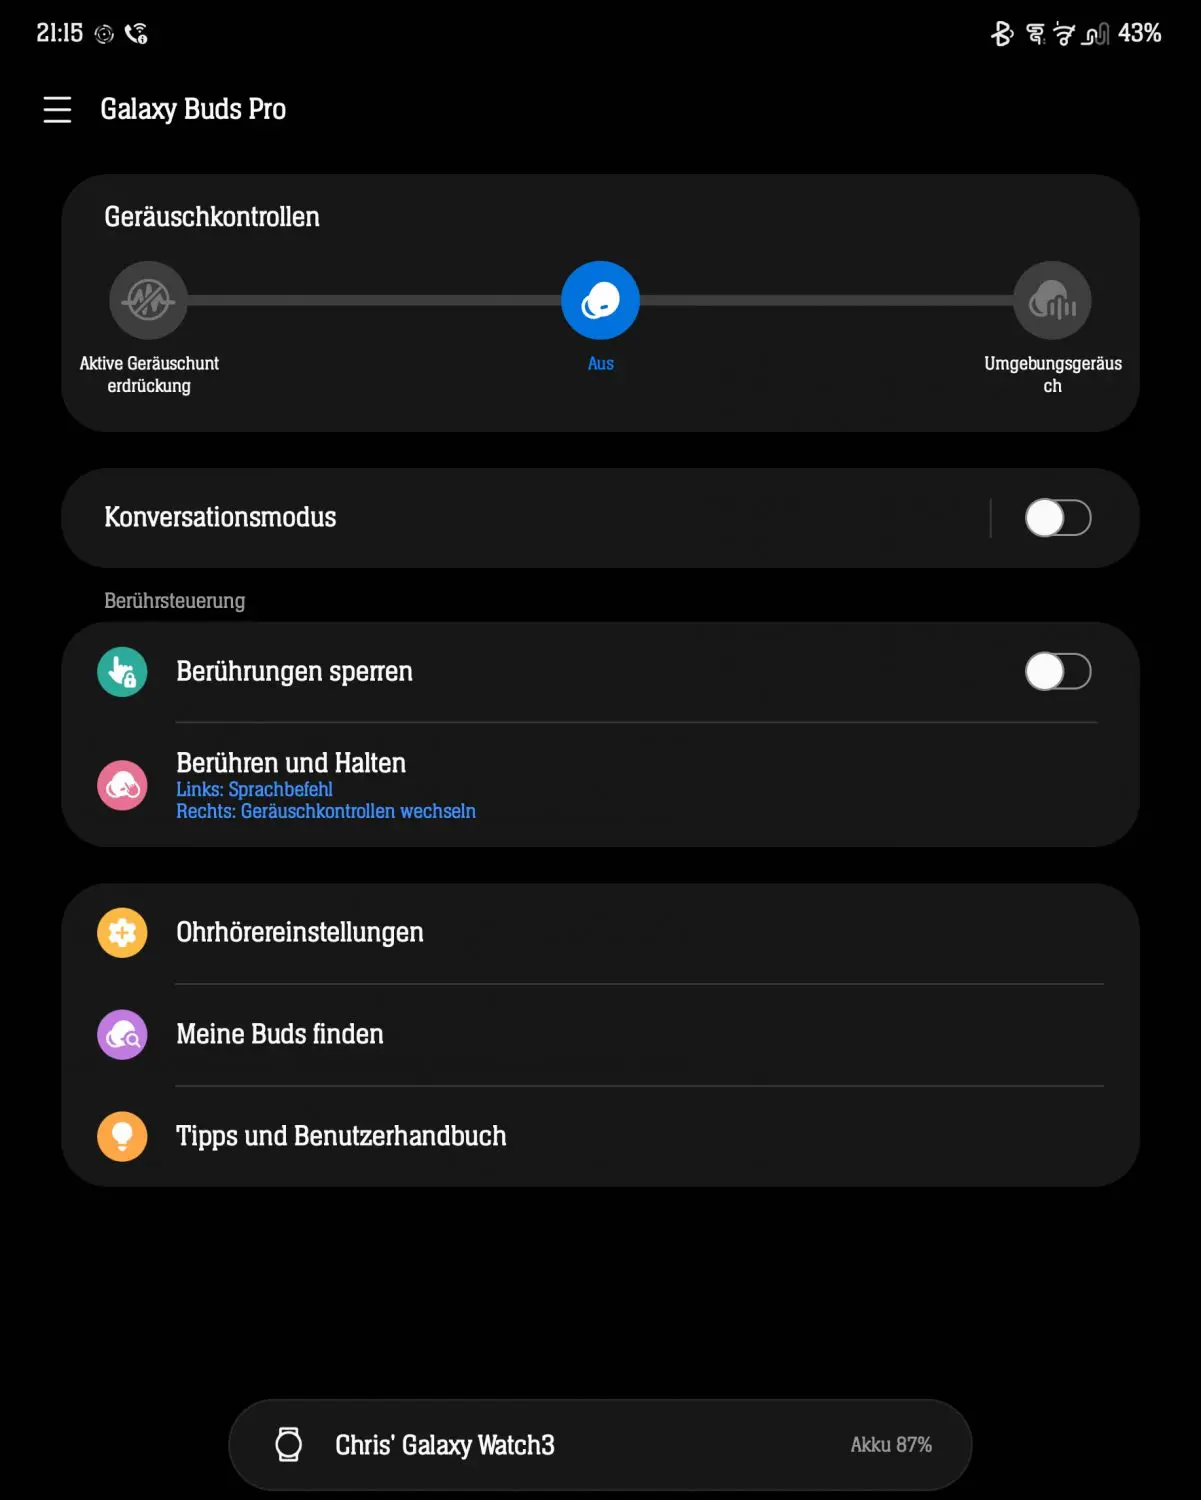 21:15
43%
Galaxy Buds Pro
Geräuschkontrollen
Aktive Geräuschunt
erdrückung
Aus
Umgebungsgeräus
ch
Konversationsmodus
Berührsteuerung
Berührungen sperren
Berühren und Halten
Links: Sprachbefehl
Rechts: Geräuschkontrollen wechseln
Ohrhörereinstellungen
Meine Buds finden
Tipps und Benutzerhandbuch
Chris' Galaxy Watch3
Akku 87%